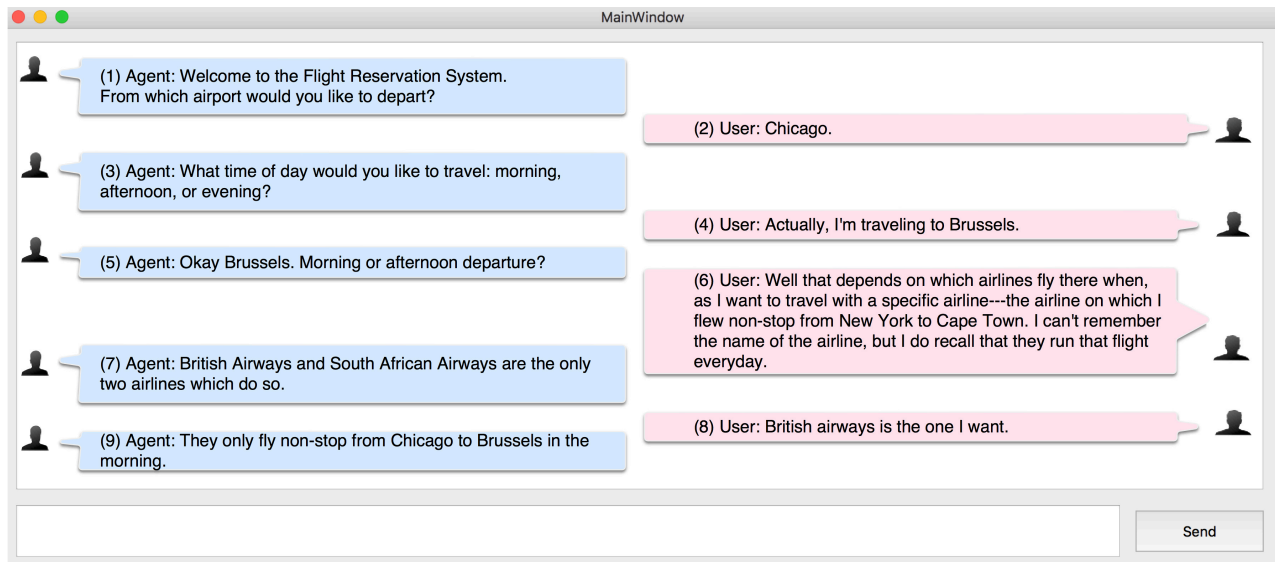 MainWindow
(1) Agent: Welcome to the Flight Reservation System.
From which airport would you like to depart?
(2) User: Chicago.
(3) Agent: What time of day would you like to travel: morning,
afternoon, or evening?
(4) User: Actually, I'm traveling to Brussels.
(5) Agent: Okay Brussels. Morning or afternoon departure?
(6) User: Well that depends on which airlines fly there when,
as I want to travel with a specific airline---the airline on which I
flew non-stop from New York to Cape Town. I can't remember
the name of the airline, but I do recall that they run that flight
everyday.
(7) Agent: British Airways and South African Airways are the only
two airlines which do so.
(8) User: British airways is the one I want.
(9) Agent: They only fly non-stop from Chicago to Brussels in the
morning.
Send